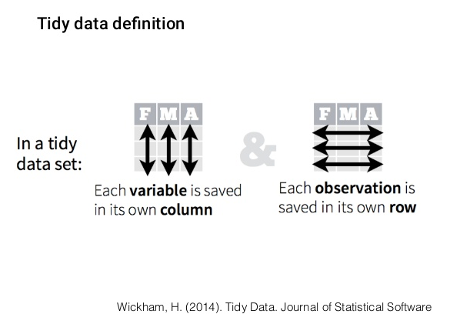 Tidy data definition
F M A
F M A
&
In a tidy
data set:
Each variable is saved
in its own column
Each observation is
saved in its own row
Wickham, H. (2014). Tidy Data. Journal of Statistical Software